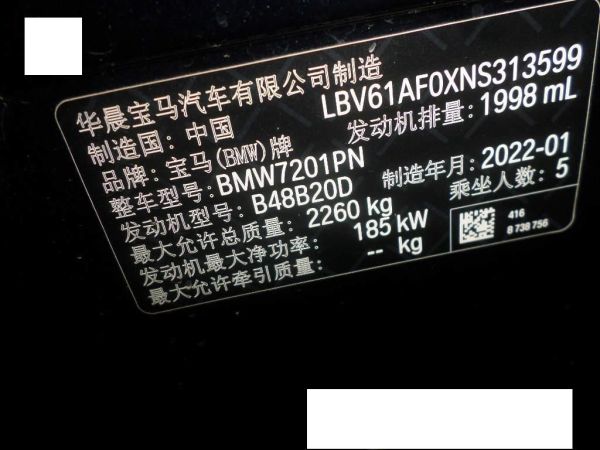 华晨宝马汽车有限公司制造
制造国: 中国 LBV61AF0XNS313599
品牌: 宝马(BMW)牌 发动机排量: 1998 mL
整车型号: BMW7201PN
发动机型号: B48B20D 制造年月: 2022-01
最大允许总质量: 2260 kg 乘坐人数: 5
发动机最大净功率: 185 kW
最大允许牵引质量: -- kg
416
8 738 756